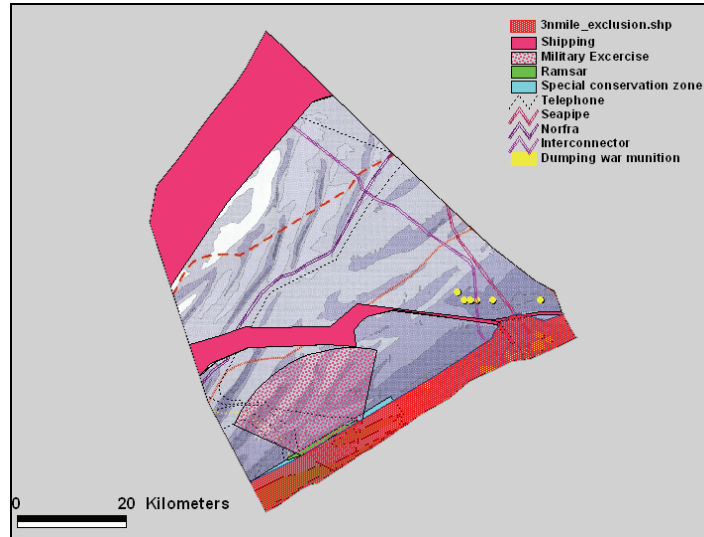 3nmile_exclusion.shp
Shipping
Military Excercise
Ramsar
Special conservation zone
Telephone
Seapipe
Norfra
Interconnector
Dumping war munition
0 20 Kilometers